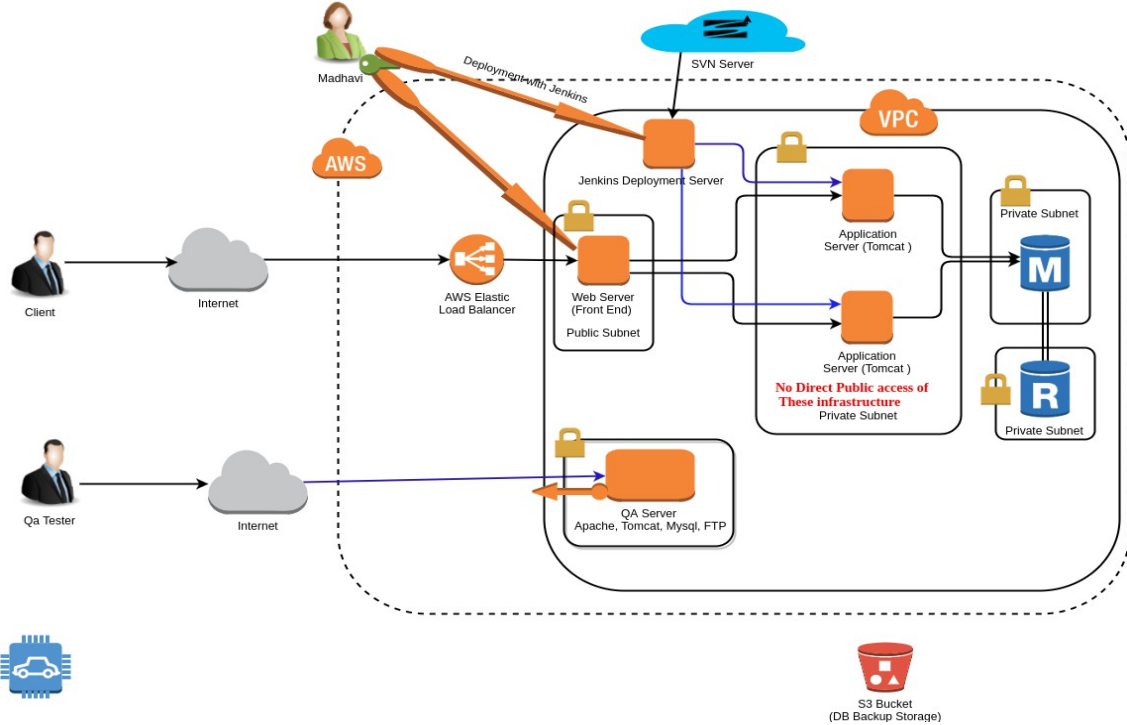 Madhavi
Deployment with Jenkins
SVN Server
AWS
VPC
Jenkins Deployment Server
Private Subnet
M
Application
Server (Tomcat )
Client
Internet
AWS Elastic
Load Balancer
Web Server
(Front End)
Public Subnet
Application
Server (Tomcat )
No Direct Public access of
These infrastructure
Private Subnet
R
Private Subnet
Qa Tester
Internet
QA Server
Apache, Tomcat, Mysql, FTP
S3 Bucket
(DB Backup Storage)